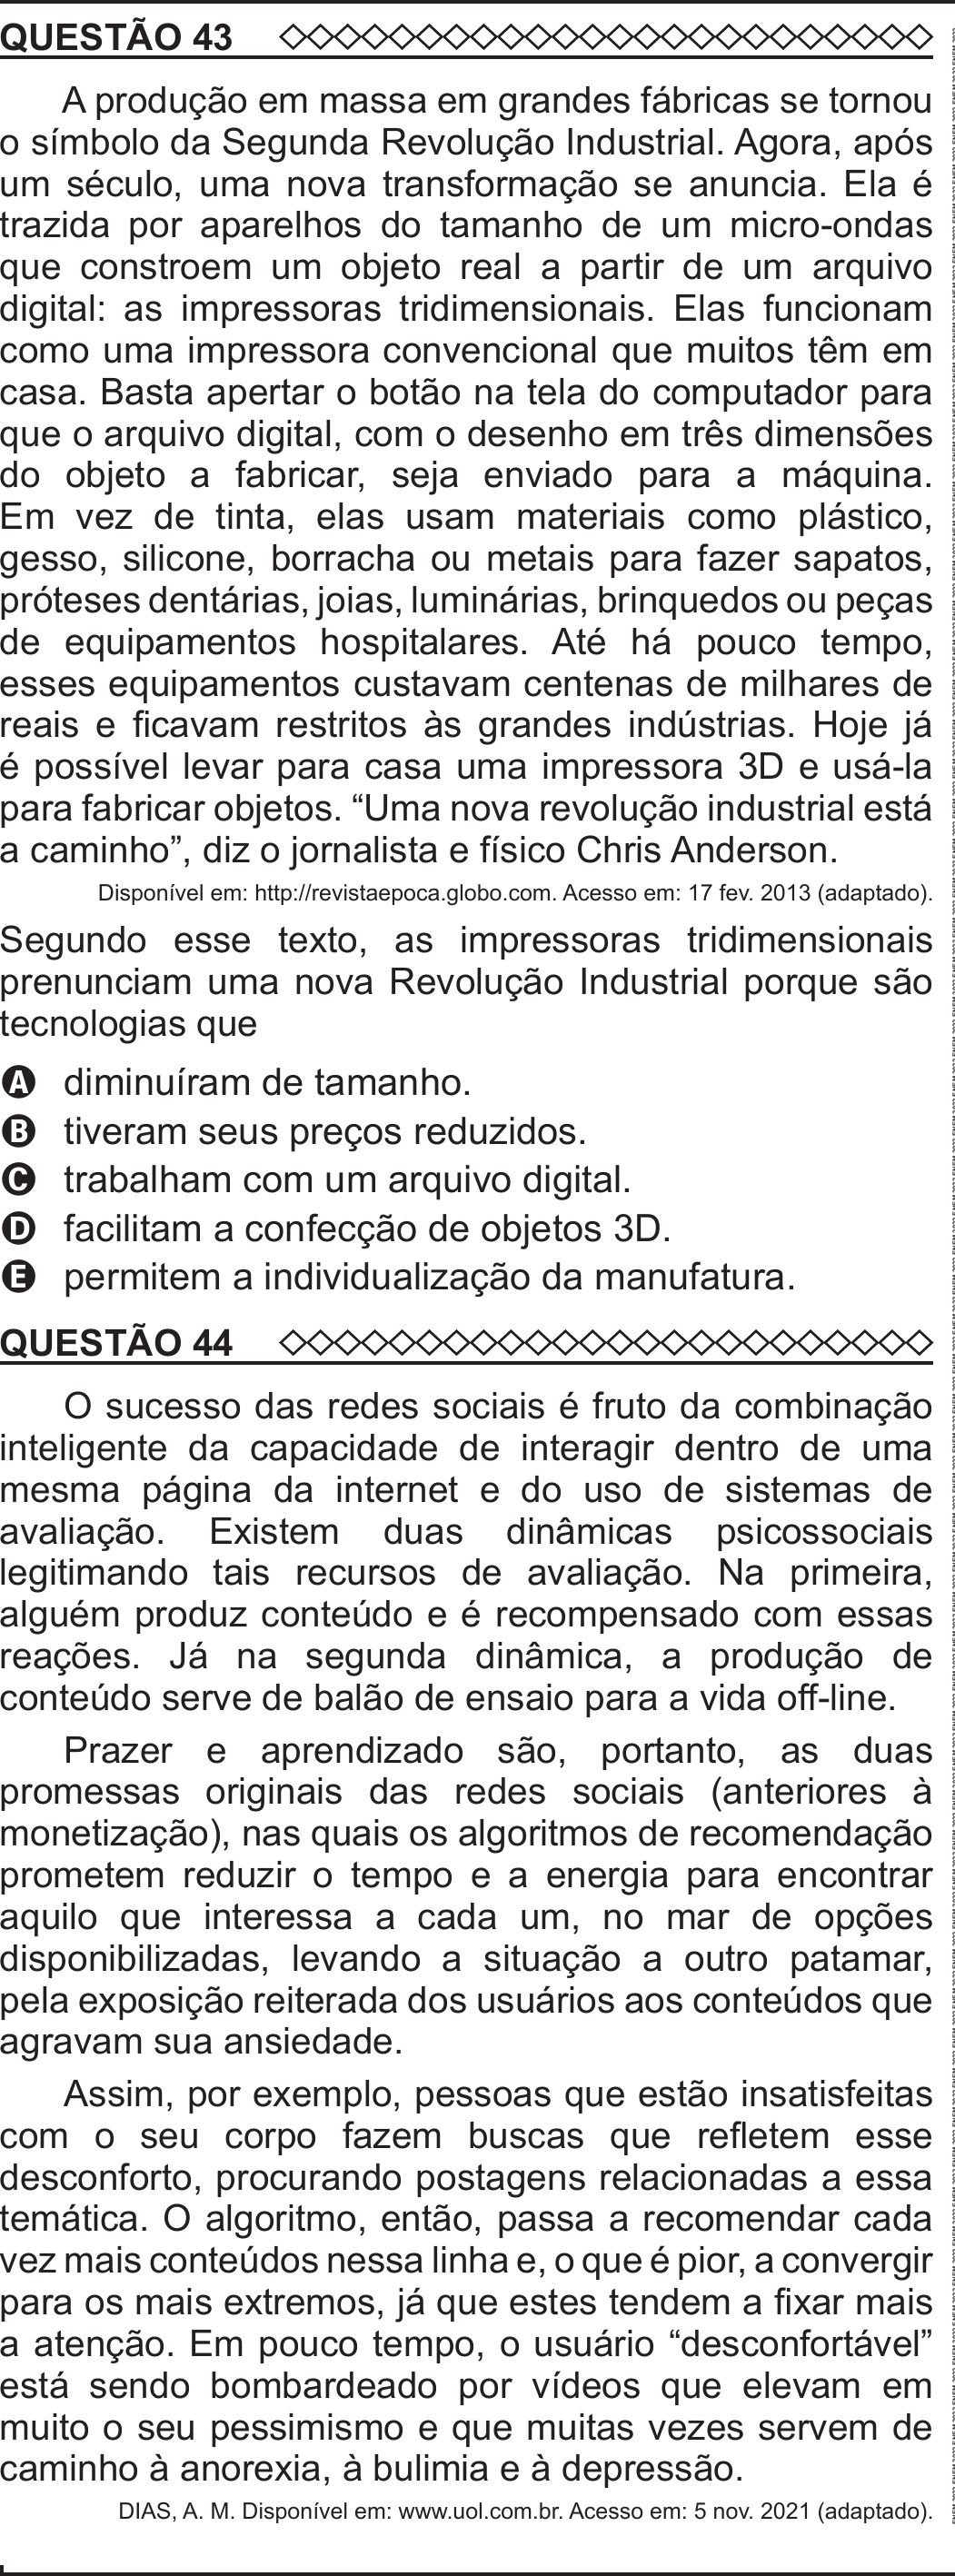 QUESTÃO 43
A produção em massa em grandes fábricas se tornou
o símbolo da Segunda Revolução Industrial. Agora, após
um século, uma nova transformação se anuncia. Ela é
trazida por aparelhos do tamanho de um micro-ondas
que constroem um objeto real a partir de um arquivo
digital: as impressoras tridimensionais. Elas funcionam
como uma impressora convencional que muitos têm em
casa. Basta apertar o botão na tela do computador para
que o arquivo digital, com o desenho em três dimensões
do objeto a fabricar, seja enviado para a máquina.
Em vez de tinta, elas usam materiais como plástico,
gesso, silicone, borracha ou metais para fazer sapatos,
próteses dentárias, joias, luminárias, brinquedos ou peças
de equipamentos hospitalares. Até há pouco tempo,
esses equipamentos custavam centenas de milhares de
reais e ficavam restritos às grandes indústrias. Hoje já
é possível levar para casa uma impressora 3D e usá-la
para fabricar objetos. “Uma nova revolução industrial está
a caminho”, diz o jornalista e físico Chris Anderson.
Disponível em: http://revistaepoca.globo.com. Acesso em: 17 fev. 2013 (adaptado).
Segundo esse texto, as impressoras tridimensionais
prenunciam uma nova Revolução Industrial porque são
tecnologias que
A diminuíram de tamanho.
B tiveram seus preços reduzidos.
C trabalham com um arquivo digital.
D facilitam a confecção de objetos 3D.
E permitem a individualização da manufatura.
QUESTÃO 44
O sucesso das redes sociais é fruto da combinação
inteligente da capacidade de interagir dentro de uma
mesma página da internet e do uso de sistemas de
avaliação. Existem duas dinâmicas psicossociais
legitimando tais recursos de avaliação. Na primeira,
alguém produz conteúdo e é recompensado com essas
reações. Já na segunda dinâmica, a produção de
conteúdo serve de balão de ensaio para a vida off-line.
Prazer e aprendizado são, portanto, as duas
promessas originais das redes sociais (anteriores à
monetização), nas quais os algoritmos de recomendação
prometem reduzir o tempo e a energia para encontrar
aquilo que interessa a cada um, no mar de opções
disponibilizadas, levando a situação a outro patamar,
pela exposição reiterada dos usuários aos conteúdos que
agravam sua ansiedade.
Assim, por exemplo, pessoas que estão insatisfeitas
com o seu corpo fazem buscas que refletem esse
desconforto, procurando postagens relacionadas a essa
temática. O algoritmo, então, passa a recomendar cada
vez mais conteúdos nessa linha e, o que é pior, a convergir
para os mais extremos, já que estes tendem a fixar mais
a atenção. Em pouco tempo, o usuário “desconfortável”
está sendo bombardeado por vídeos que elevam em
muito o seu pessimismo e que muitas vezes servem de
caminho à anorexia, à bulimia e à depressão.
DIAS, A. M. Disponível em: www.uol.com.br. Acesso em: 5 nov. 2021 (adaptado).